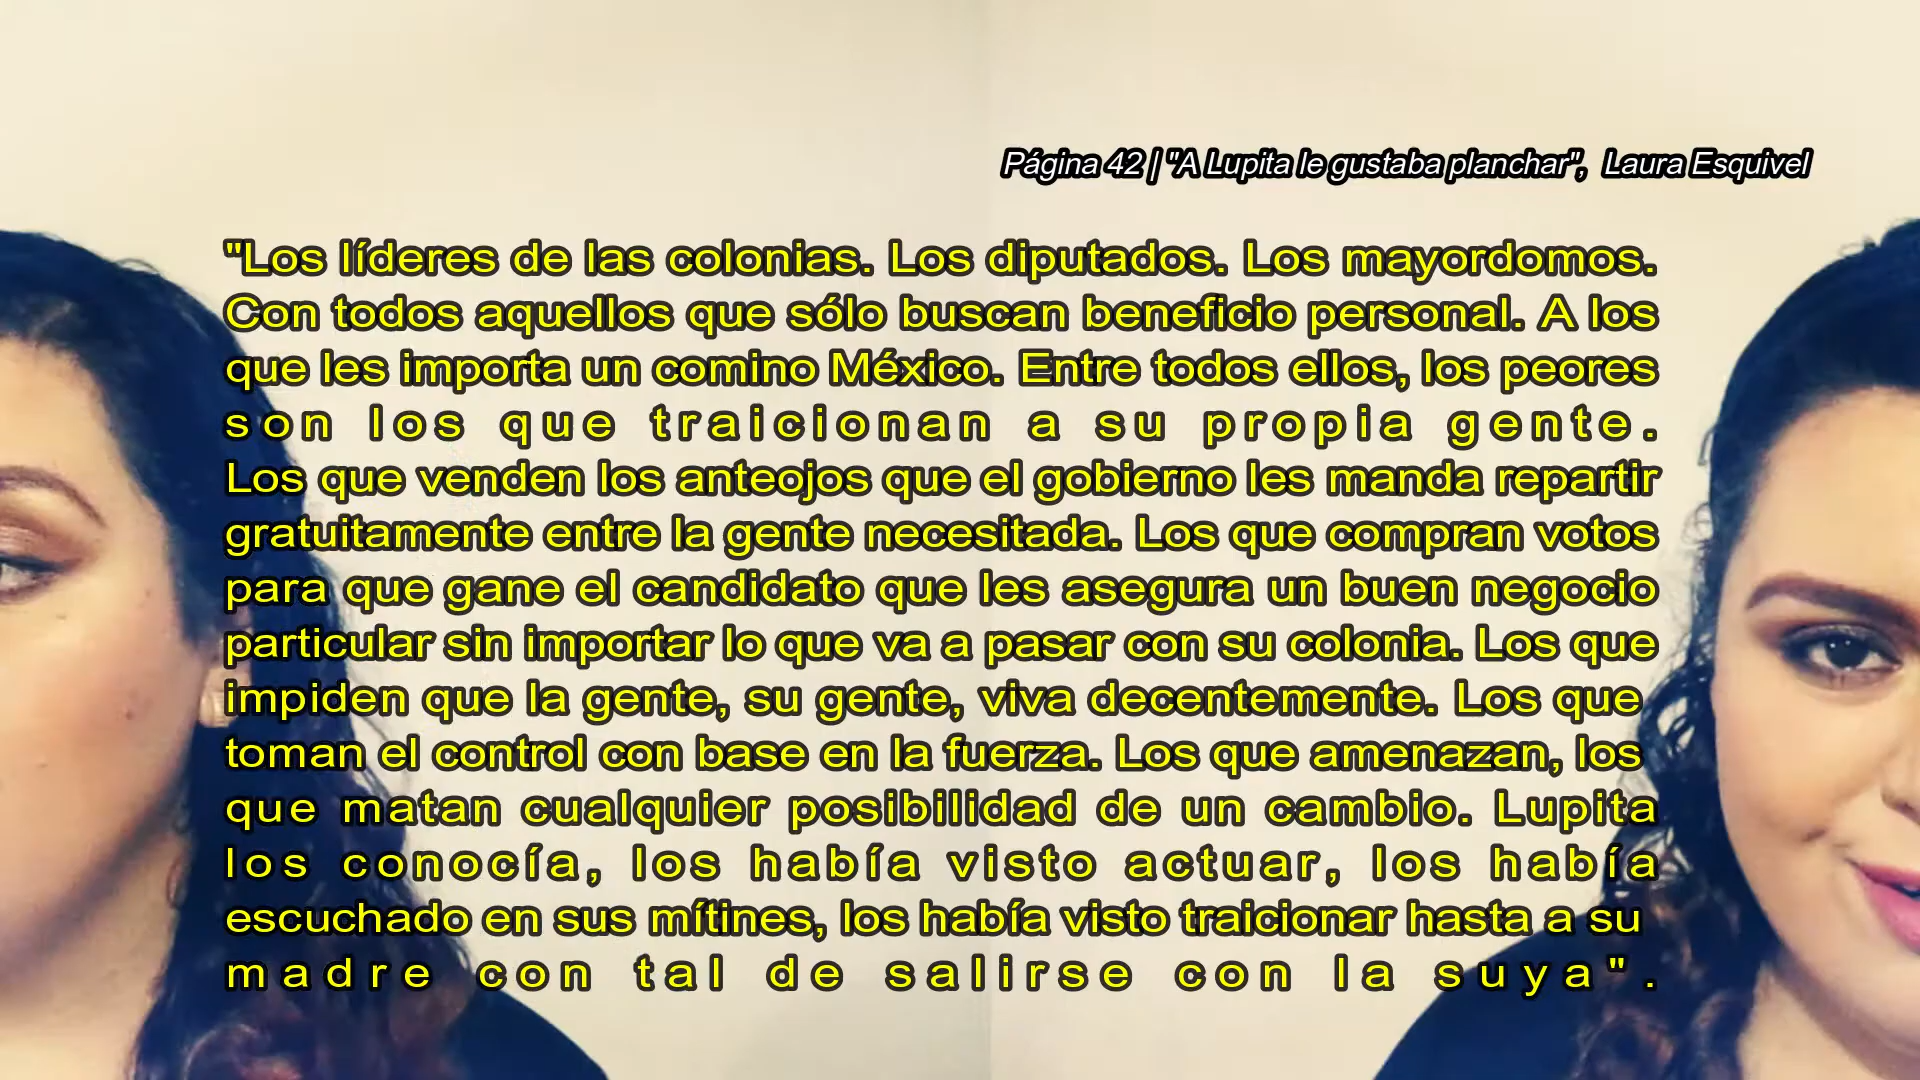 Página 42 | "A Lupita le gustaba planchar", Laura Esquivel
"Los líderes de las colonias. Los diputados. Los mayordomos.
Con todos aquellos que sólo buscan beneficio personal. A los
que les importa un comino México. Entre todos ellos, los peores
son los que traicionan a su propia gente.
Los que venden los anteojos que el gobierno les manda repartir
gratuitamente entre la gente necesitada. Los que compran votos
para que gane el candidato que les asegura un buen negocio
particular sin importar lo que va a pasar con su colonia. Los que
impiden que la gente, su gente, viva decentemente. Los que
toman el control con base en la fuerza. Los que amenazan, los
que matan cualquier posibilidad de un cambio. Lupita
los conocía, los había visto actuar, los había
escuchado en sus mítines, los había visto traicionar hasta a su
madre con tal de salirse con la suya".